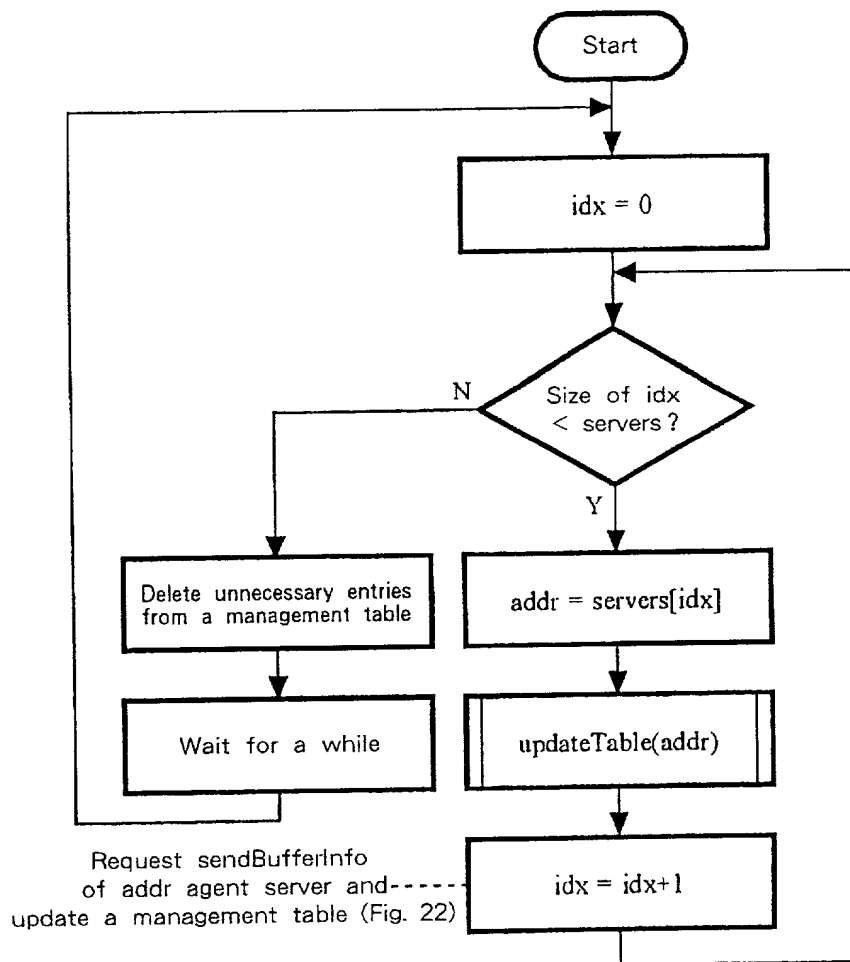 Start
idx = 0
Size of idx
< servers?
N
Y
Delete unnecessary entries
from a management table
addr = servers[idx]
Wait for a while
updateTable(addr)
Request sendBufferInfo
of addr agent server and
update a management table (Fig. 22)
idx = idx+1